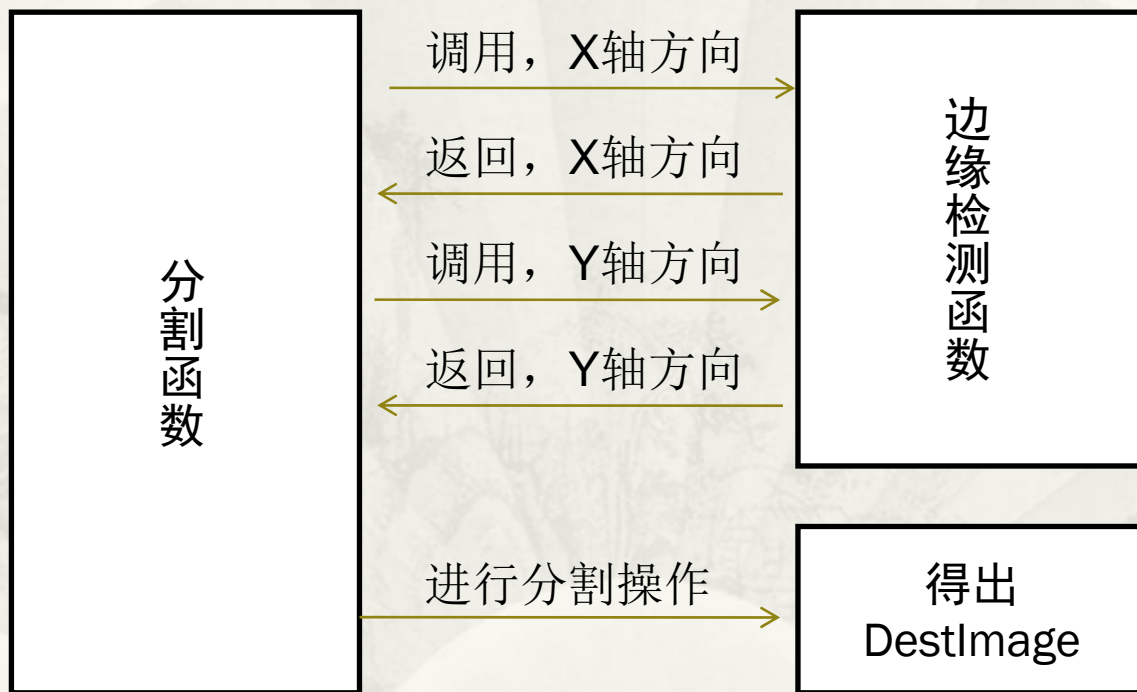 分割函数
调用，X轴方向
返回，X轴方向
调用，Y轴方向
返回，Y轴方向
进行分割操作
边缘检测函数
得出
DestImage